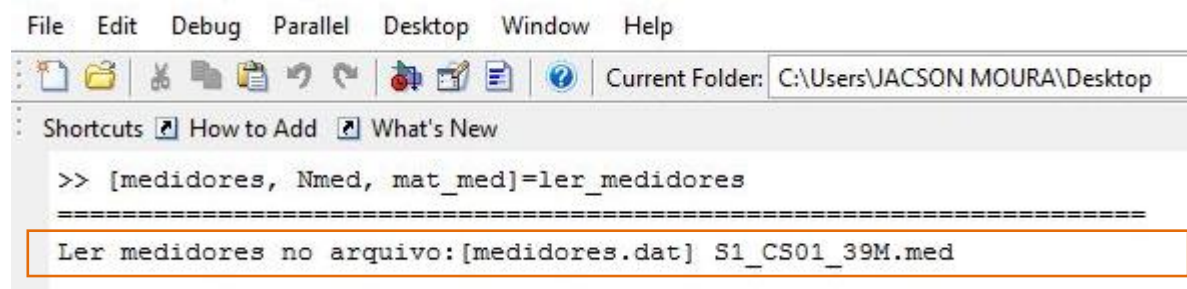 File Edit Debug Parallel Desktop Window Help
Current Folder: C:\Users\JACSON MOURA\Desktop
Shortcuts How to Add What's New
>> [medidores, Nmed, mat_med]=ler_medidores
====================================================================
Ler medidores no arquivo:[medidores.dat] S1_CS01_39M.med